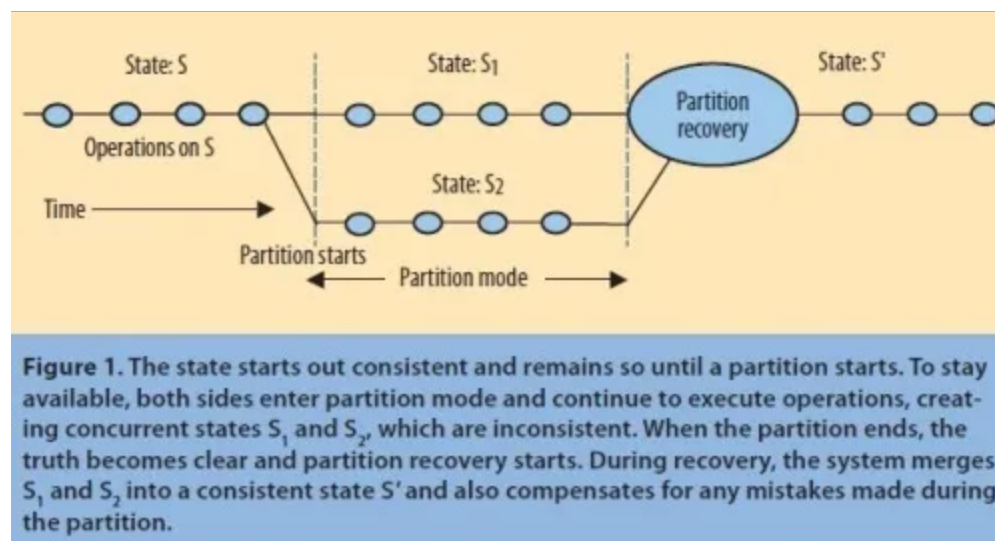 State: S
State: S₁
State: S'
Partition
recovery
Operations on S
State: S₂
Time
Partition starts
Partition mode
Figure 1. The state starts out consistent and remains so until a partition starts. To stay
available, both sides enter partition mode and continue to execute operations, creat-
ing concurrent states S₁ and S₂, which are inconsistent. When the partition ends, the
truth becomes clear and partition recovery starts. During recovery, the system merges
S₁ and S₂ into a consistent state S' and also compensates for any mistakes made during
the partition.